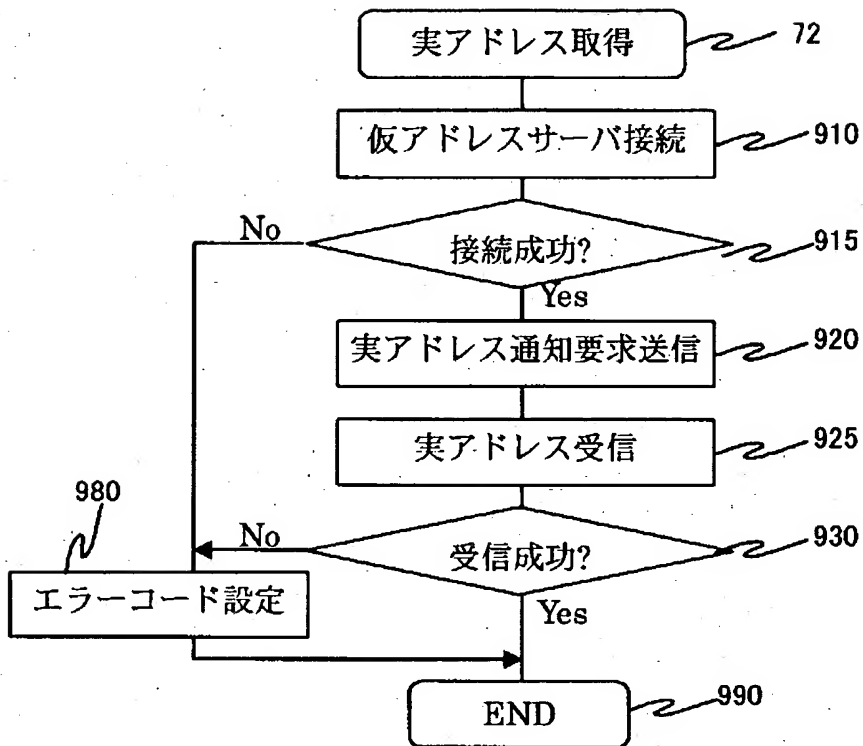 実アドレス取得
72
仮アドレスサーバ接続
910
No
接続成功?
915
Yes
実アドレス通知要求送信
920
実アドレス受信
925
980
No
受信成功?
930
エラーコード設定
Yes
END
990